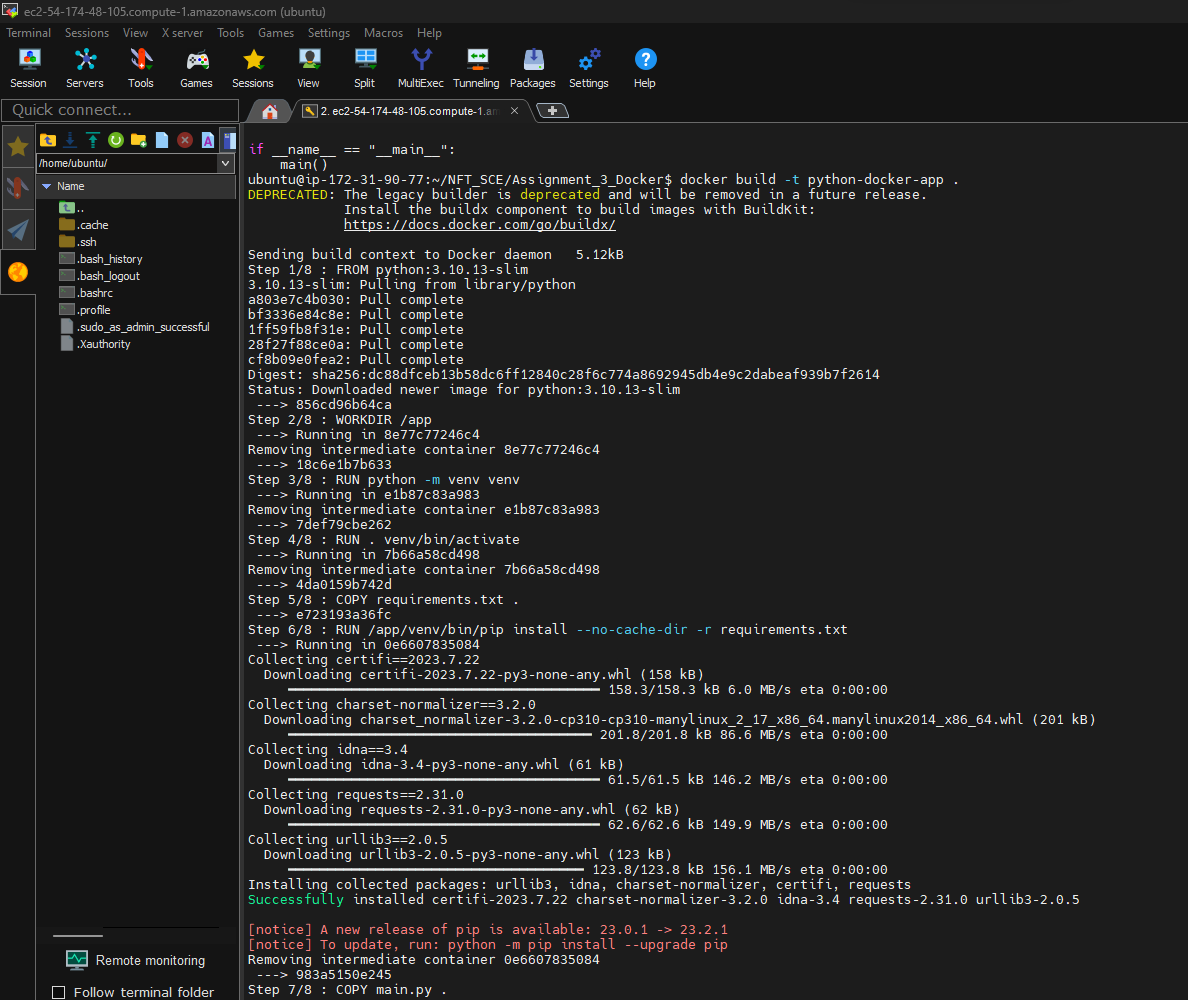 ec2-54-174-48-105.compute-1.amazonaws.com (ubuntu)
Terminal Sessions View X server Tools Games Settings Macros Help
Session Servers Tools Games Sessions View Split MultiExec Tunneling Packages Settings Help
Quick connect...
2. ec2-54-174-48-105.compute-1.am
/home/ubuntu/
Name
..
.cache
.ssh
.bash_history
.bash_logout
.bashrc
.profile
.sudo_as_admin_successful
.Xauthority
Remote monitoring
Follow terminal folder
if __name__ == "__main__":
    main()
ubuntu@ip-172-31-90-77:~/NFT_SCE/Assignment_3_Docker$ docker build -t python-docker-app .
DEPRECATED: The legacy builder is deprecated and will be removed in a future release.
            Install the buildx component to build images with BuildKit:
            https://docs.docker.com/go/buildx/
Sending build context to Docker daemon   5.12kB
Step 1/8 : FROM python:3.10.13-slim
3.10.13-slim: Pulling from library/python
a803e7c4b030: Pull complete
bf3336e84c8e: Pull complete
1ff59fb8f31e: Pull complete
28f27f88ce0a: Pull complete
cf8b09e0fea2: Pull complete
Digest: sha256:dc88dfceb13b58dc6ff12840c28f6c774a8692945db4e9c2dabeaf939b7f2614
Status: Downloaded newer image for python:3.10.13-slim
 ---> 856cd96b64ca
Step 2/8 : WORKDIR /app
 ---> Running in 8e77c77246c4
Removing intermediate container 8e77c77246c4
 ---> 18c6e1b7b633
Step 3/8 : RUN python -m venv venv
 ---> Running in e1b87c83a983
Removing intermediate container e1b87c83a983
 ---> 7def79cbe262
Step 4/8 : RUN . venv/bin/activate
 ---> Running in 7b66a58cd498
Removing intermediate container 7b66a58cd498
 ---> 4da0159b742d
Step 5/8 : COPY requirements.txt .
 ---> e723193a36fc
Step 6/8 : RUN /app/venv/bin/pip install --no-cache-dir -r requirements.txt
 ---> Running in 0e6607835084
Collecting certifi==2023.7.22
  Downloading certifi-2023.7.22-py3-none-any.whl (158 kB)
158.3/158.3 kB 6.0 MB/s eta 0:00:00
Collecting charset-normalizer==3.2.0
  Downloading charset_normalizer-3.2.0-cp310-cp310-manylinux_2_17_x86_64.manylinux2014_x86_64.whl (201 kB)
201.8/201.8 kB 86.6 MB/s eta 0:00:00
Collecting idna==3.4
  Downloading idna-3.4-py3-none-any.whl (61 kB)
61.5/61.5 kB 146.2 MB/s eta 0:00:00
Collecting requests==2.31.0
  Downloading requests-2.31.0-py3-none-any.whl (62 kB)
62.6/62.6 kB 149.9 MB/s eta 0:00:00
Collecting urllib3==2.0.5
  Downloading urllib3-2.0.5-py3-none-any.whl (123 kB)
123.8/123.8 kB 156.1 MB/s eta 0:00:00
Installing collected packages: urllib3, idna, charset-normalizer, certifi, requests
Successfully installed certifi-2023.7.22 charset-normalizer-3.2.0 idna-3.4 requests-2.31.0 urllib3-2.0.5
[notice] A new release of pip is available: 23.0.1 -> 23.2.1
[notice] To update, run: python -m pip install --upgrade pip
Removing intermediate container 0e6607835084
 ---> 983a5150e245
Step 7/8 : COPY main.py .